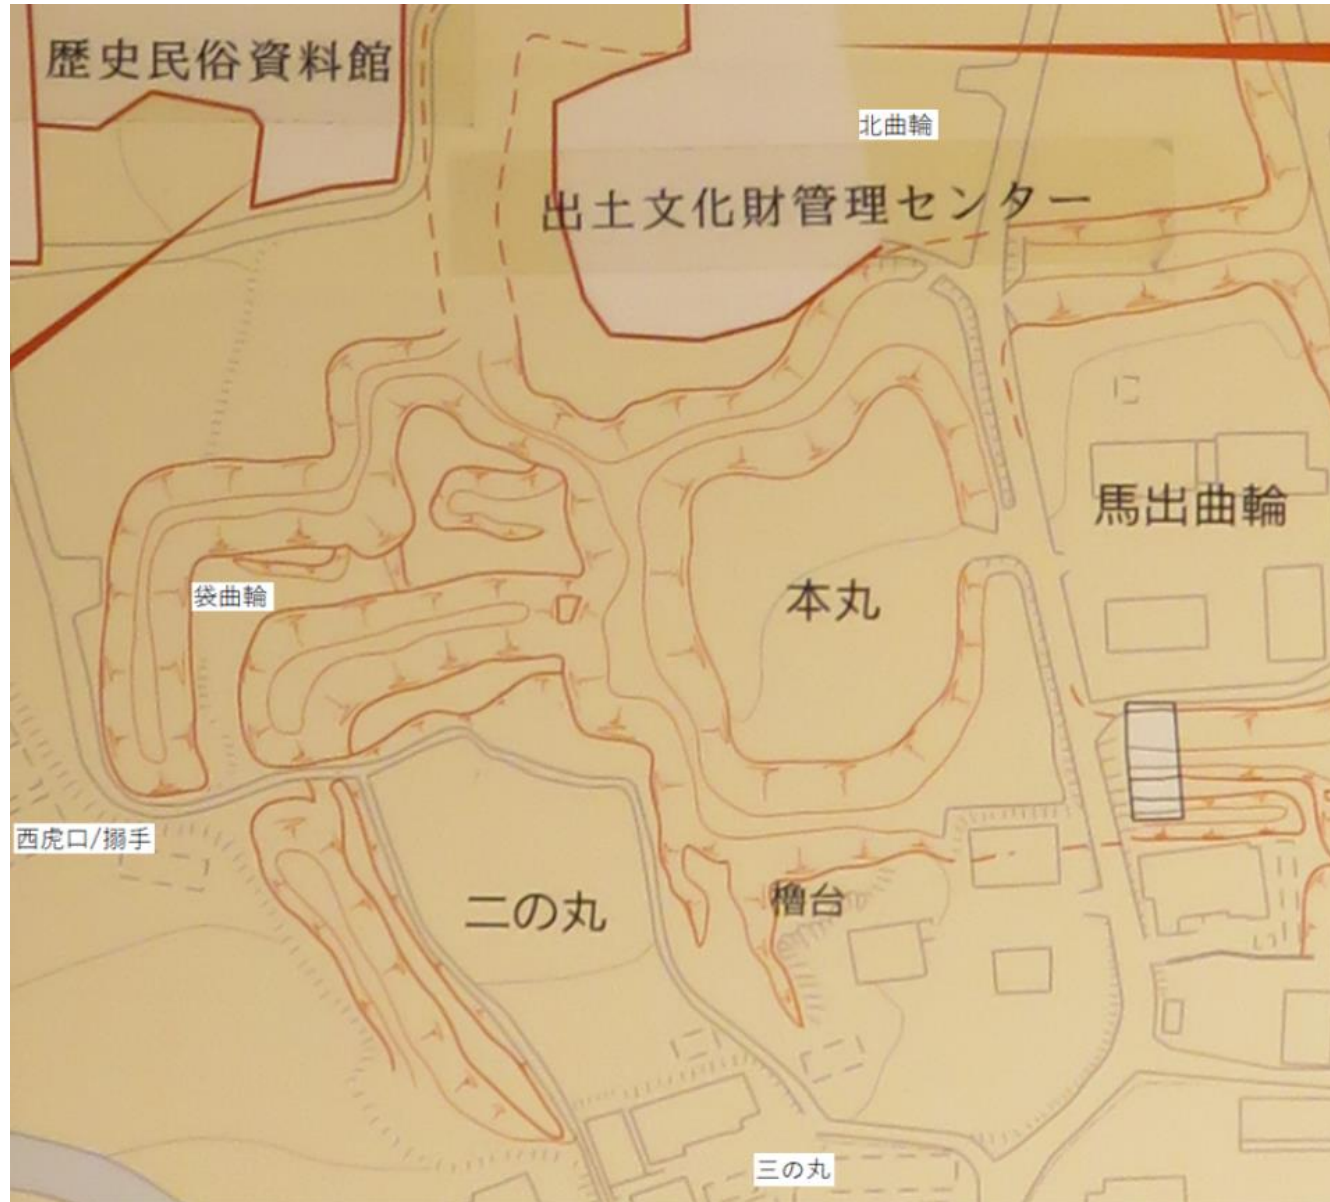 歴史民俗資料館
北曲輪
出土文化財管理センター
馬出曲輪
本丸
袋曲輪
西虎口/搦手
二の丸
櫓台
三の丸